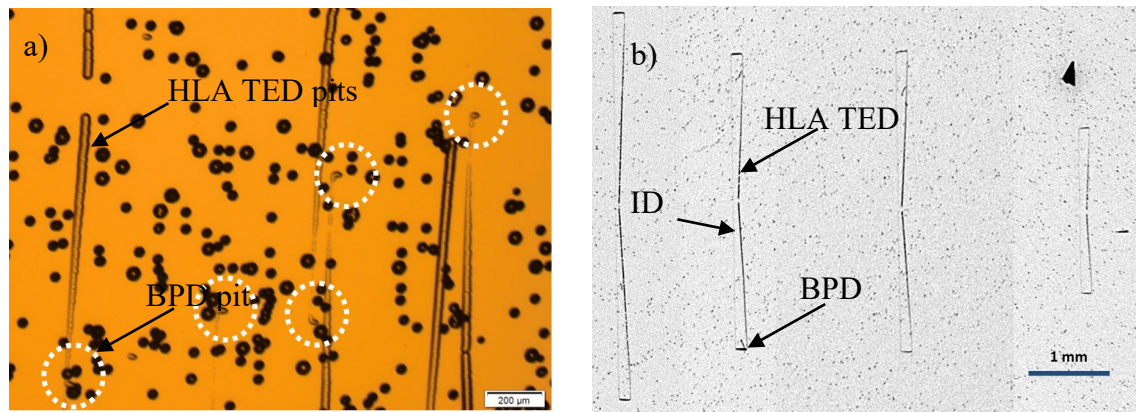 a)
HLA TED pits
BPD pit
200 µm
b)
HLA TED
ID
BPD
1 mm